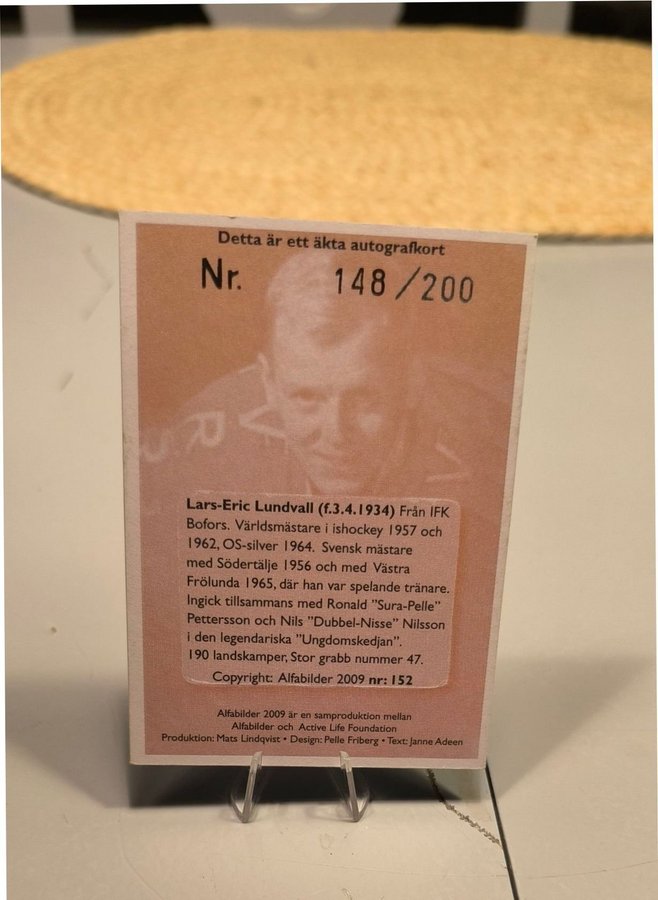 Detta är ett äkta autografkort
Nr. 148/200
Lars-Eric Lundvall (f.3.4.1934) Från IFK
Bofors. Världsmästare i ishockey 1957 och
1962, OS-silver 1964. Svensk mästare
med Södertälje 1956 och med Västra
Frölunda 1965, där han var spelande tränare.
Ingick tillsammans med Ronald "Sura-Pelle"
Pettersson och Nils "Dubbel-Nisse" Nilsson
i den legendariska "Ungdomskedjan".
190 landskamper, Stor grabb nummer 47.
Copyright: Alfabilder 2009 nr: 152
Alfabilder 2009 är en samproduktion mellan
Alfabilder och Active Life Foundation
Produktion: Mats Lindqvist • Design: Pelle Friberg • Text: Janne Adeen